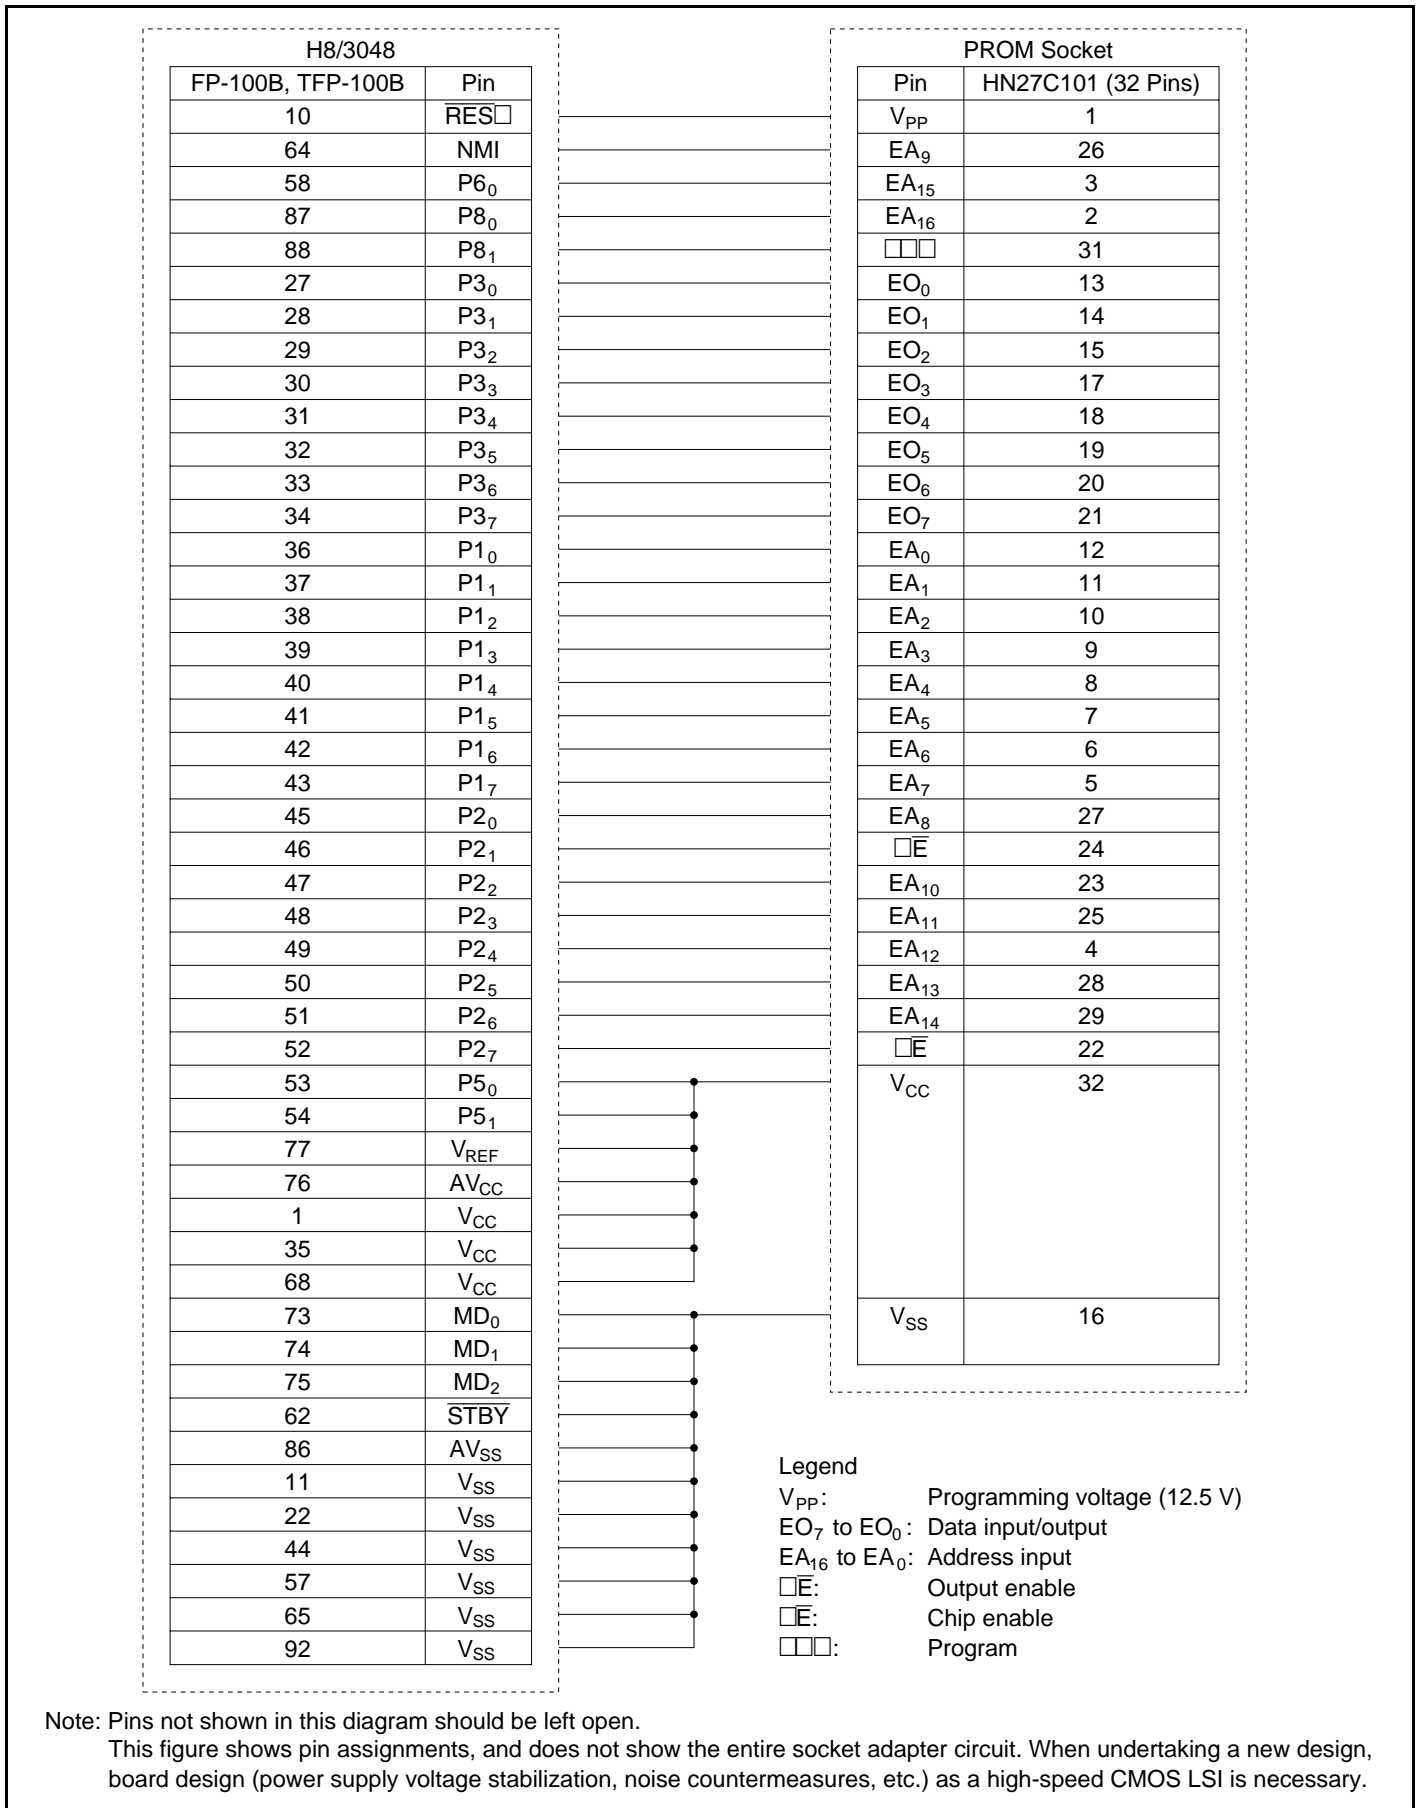 H8/3048 PROM Socket
FP-100B, TFP-100B Pin Pin HN27C101 (32 Pins)
10 RES□ VPP 1
64 NMI EA9 26
58 P60 EA15 3
87 P80 EA16 2
88 P81 □□□ 31
27 P30 EO0 13
28 P31 EO1 14
29 P32 EO2 15
30 P33 EO3 17
31 P34 EO4 18
32 P35 EO5 19
33 P36 EO6 20
34 P37 EO7 21
36 P10 EA0 12
37 P11 EA1 11
38 P12 EA2 10
39 P13 EA3 9
40 P14 EA4 8
41 P15 EA5 7
42 P16 EA6 6
43 P17 EA7 5
45 P20 EA8 27
46 P21 □E 24
47 P22 EA10 23
48 P23 EA11 25
49 P24 EA12 4
50 P25 EA13 28
51 P26 EA14 29
52 P27 □E 22
53 P50 VCC 32
54 P51
77 VREF
76 AVCC
1 VCC
35 VCC
68 VCC
73 MD0 VSS 16
74 MD1
75 MD2
62 STBY
86 AVSS
11 VSS
22 VSS
44 VSS
57 VSS
65 VSS
92 VSS
Legend
VPP: Programming voltage (12.5 V)
EO7 to EO0: Data input/output
EA16 to EA0: Address input
□E: Output enable
□E: Chip enable
□□□: Program
Note: Pins not shown in this diagram should be left open.
This figure shows pin assignments, and does not show the entire socket adapter circuit. When undertaking a new design,
board design (power supply voltage stabilization, noise countermeasures, etc.) as a high-speed CMOS LSI is necessary.